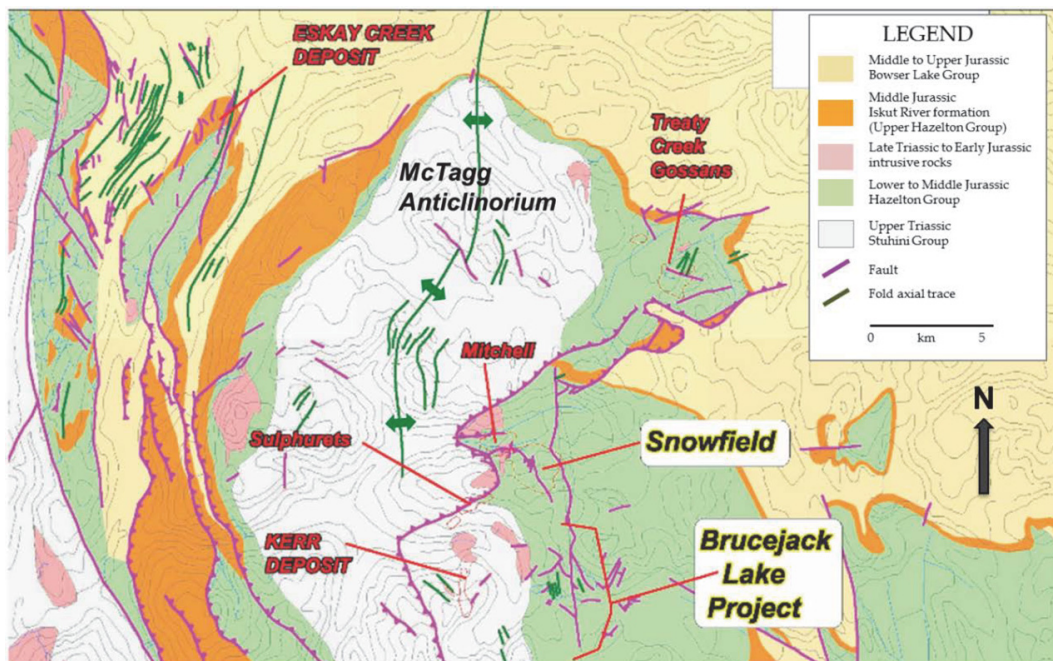 ESKAY CREEK
DEPOSIT
McTagg
Anticlinorium
Treaty
Creek
Gossans
Mitchell
Sulphurets
Snowfield
KERR
DEPOSIT
Brucejack
Lake
Project
N
LEGEND
Middle to Upper Jurassic
Bowser Lake Group
Middle Jurassic
Iskut River formation
(Upper Hazelton Group)
Late Triassic to Early Jurassic
intrusive rocks
Lower to Middle Jurassic
Hazelton Group
Upper Triassic
Stuhini Group
Fault
Fold axial trace
0 km 5